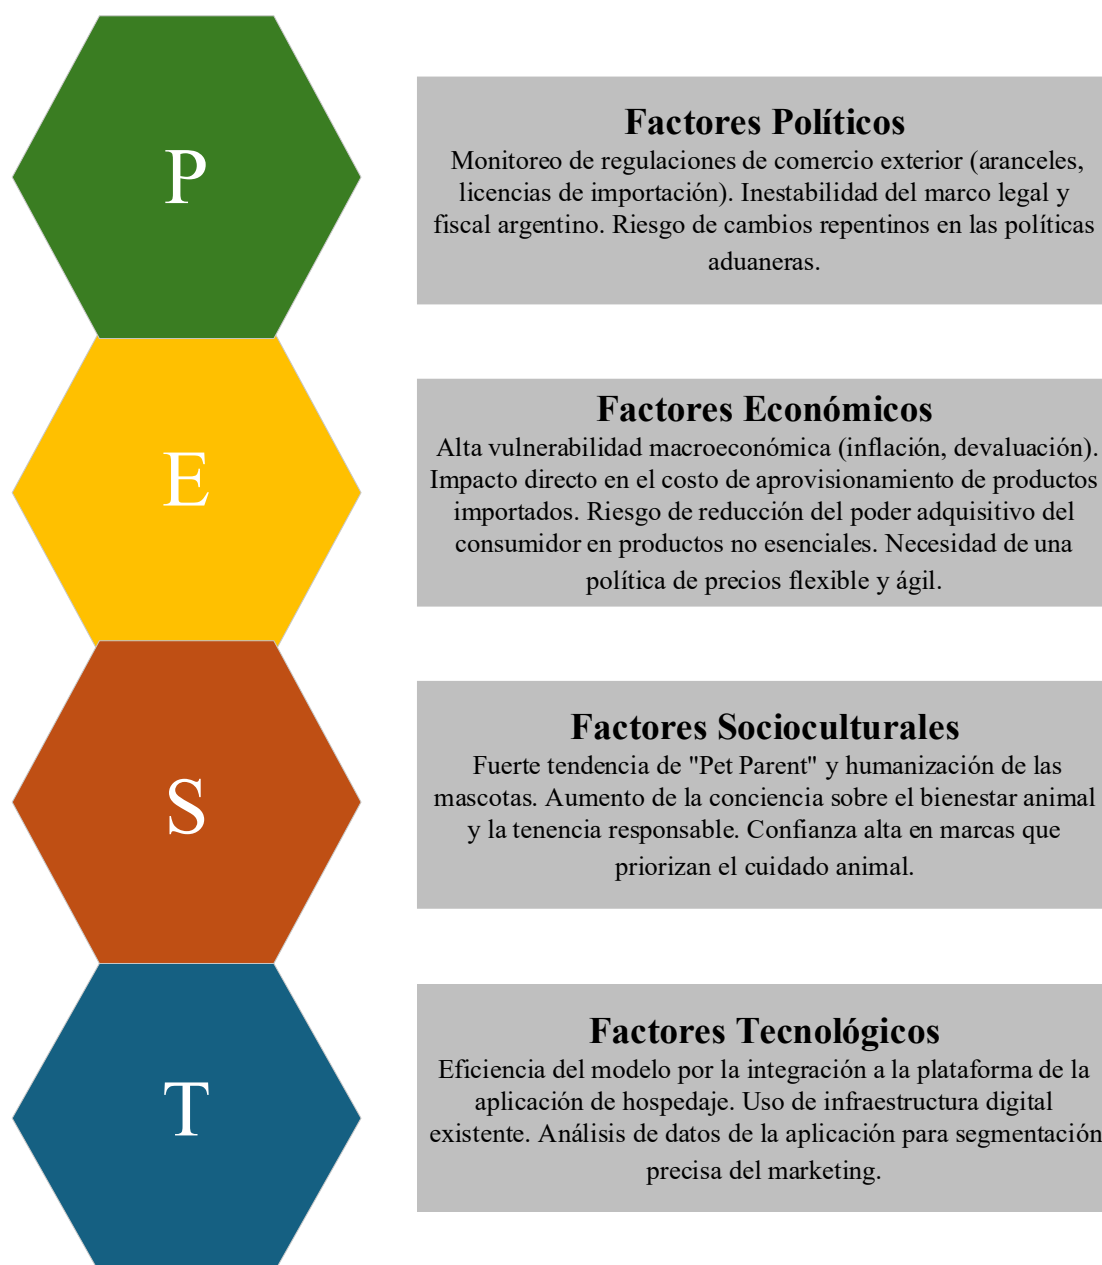 P
Factores Políticos
Monitoreo de regulaciones de comercio exterior (aranceles,
licencias de importación). Inestabilidad del marco legal y
fiscal argentino. Riesgo de cambios repentinos en las políticas
aduaneras.
E
Factores Económicos
Alta vulnerabilidad macroeconómica (inflación, devaluación).
Impacto directo en el costo de aprovisionamiento de productos
importados. Riesgo de reducción del poder adquisitivo del
consumidor en productos no esenciales. Necesidad de una
política de precios flexible y ágil.
S
Factores Socioculturales
Fuerte tendencia de "Pet Parent" y humanización de las
mascotas. Aumento de la conciencia sobre el bienestar animal
y la tenencia responsable. Confianza alta en marcas que
priorizan el cuidado animal.
T
Factores Tecnológicos
Eficiencia del modelo por la integración a la plataforma de la
aplicación de hospedaje. Uso de infraestructura digital
existente. Análisis de datos de la aplicación para segmentación
precisa del marketing.